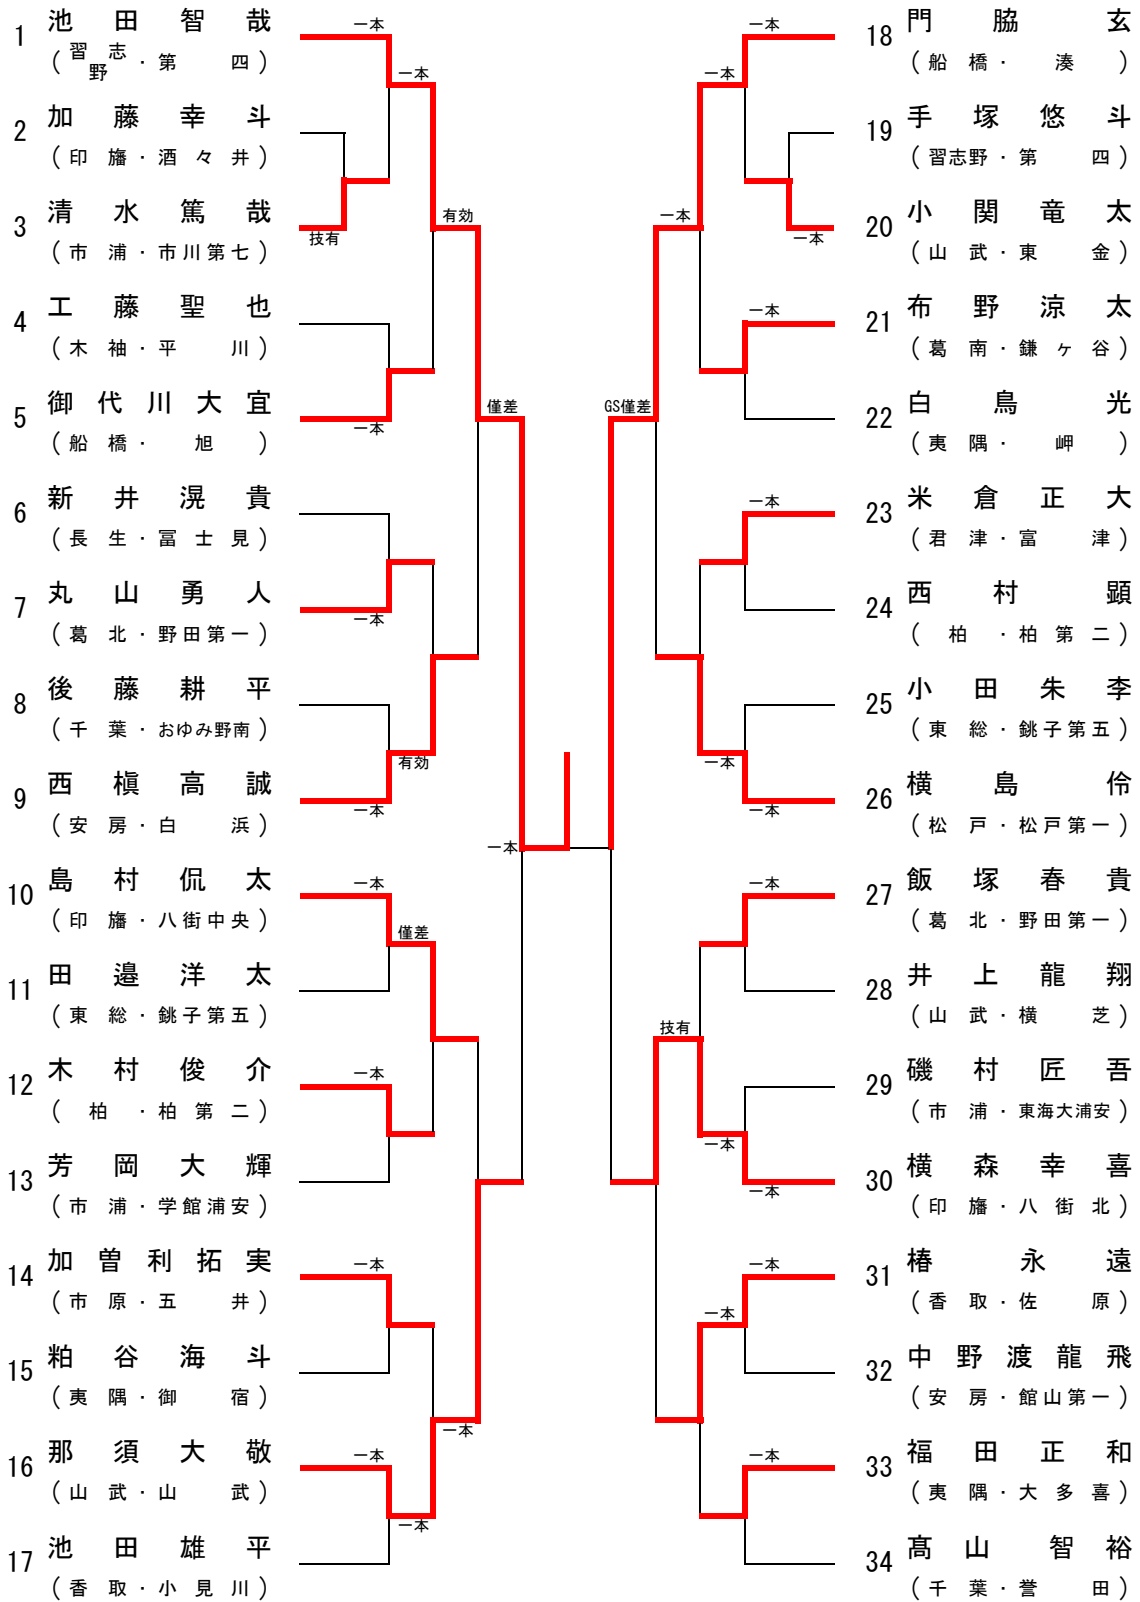 1 池田智哉
(習志野・第四)
2 加藤幸斗
(印旛・酒々井)
3 清水篤哉
(市浦・市川第七)
4 工藤聖也
(木袖・平川)
5 御代川大宜
(船橋・旭)
6 新井滉貴
(長生・冨士見)
7 丸山勇人
(葛北・野田第一)
8 後藤耕平
(千葉・おゆみ野南)
9 西槇高誠
(安房・白浜)
10 島村侃太
(印旛・八街中央)
11 田邉洋太
(東総・銚子第五)
12 木村俊介
(柏・柏第二)
13 芳岡大輝
(市浦・学館浦安)
14 加曽利拓実
(市原・五井)
15 粕谷海斗
(夷隅・御宿)
16 那須大敬
(山武・山武)
17 池田雄平
(香取・小見川)
一本
一本
技有
有効
一本
僅差
一本
有効
一本
一本
一本
僅差
一本
一本
一本
一本
一本
18 門脇玄
(船橋・湊)
19 手塚悠斗
(習志野・第四)
20 小関竜太
(山武・東金)
21 布野涼太
(葛南・鎌ヶ谷)
22 白鳥光
(夷隅・岬)
23 米倉正大
(君津・富津)
24 西村顕
(柏・柏第二)
25 小田朱李
(東総・銚子第五)
26 横島伶
(松戸・松戸第一)
27 飯塚春貴
(葛北・野田第一)
28 井上龍翔
(山武・横芝)
29 磯村匠吾
(市浦・東海大浦安)
30 横森幸喜
(印旛・八街北)
31 椿永遠
(香取・佐原)
32 中野渡龍飛
(安房・館山第一)
33 福田正和
(夷隅・大多喜)
34 髙山智裕
(千葉・誉田)
一本
一本
一本
一本
一本
GS僅差
一本
一本
一本
一本
技有
一本
一本
一本
一本
一本